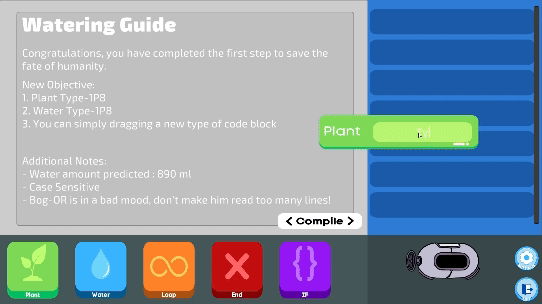 Watering Guide
Congratulations, you have completed the first step to save the
fate of humanity.
New Objective:
1. Plant Type-1P8
2. Water Type-1P8
3. You can simply dragging a new type of code block
Plant
Additional Notes:
- Water amount predicted : 890 ml
- Case Sensitive
- Bog-OR is in a bad mood, don't make him read too many lines!
< Compile >
Plant
Water
Loop
End
IF